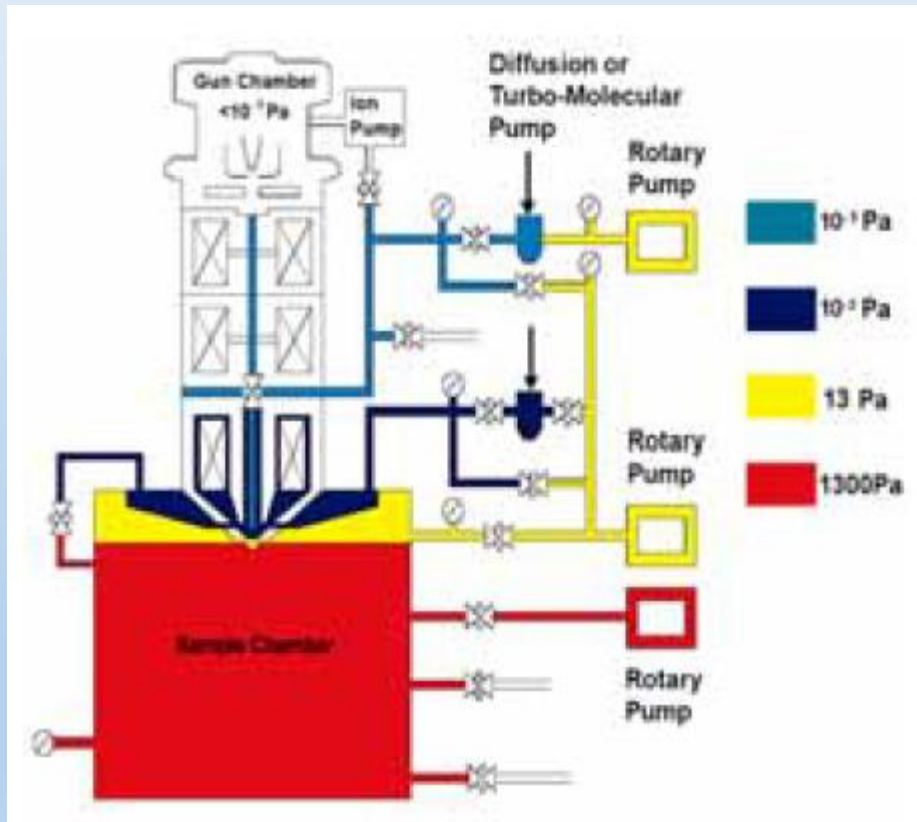 Gun Chamber
Ion
Pump
Diffusion or
Turbo-Molecular
Pump
Rotary
Pump
13 Pa
Rotary
Pump
1300Pa
Sample Chamber
Rotary
Pump